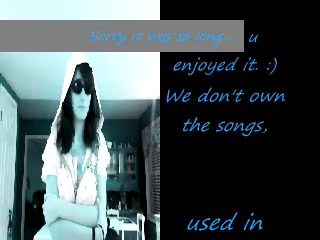 Sorry it was so long. u
enjoyed it. :)
We don't own
the songs,
used in